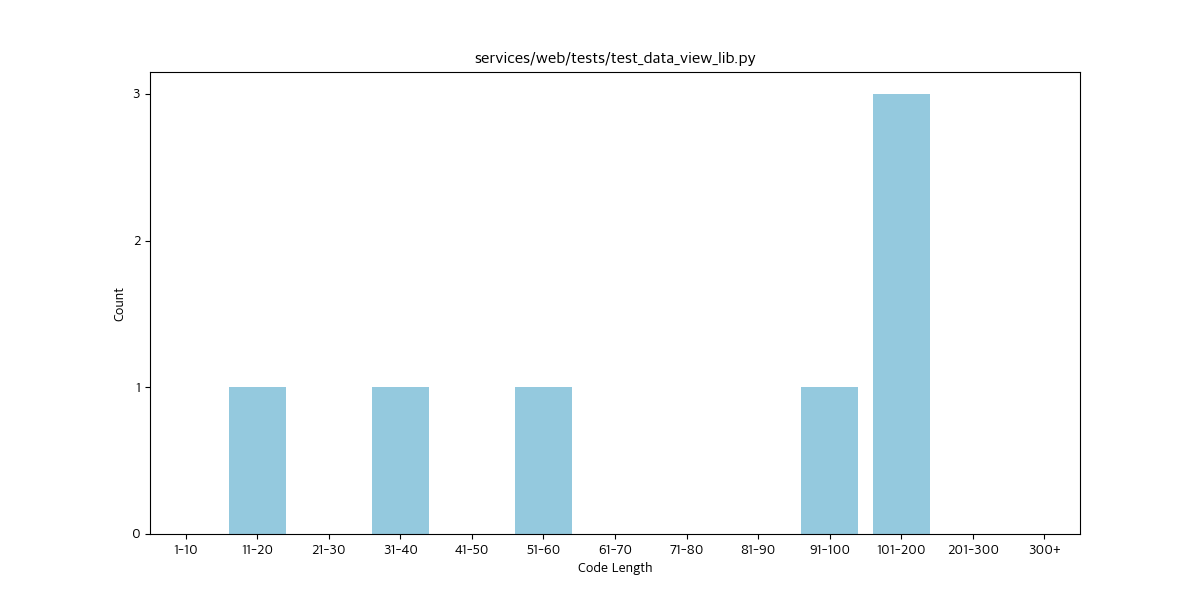 services/web/tests/test_data_view_lib.py
3
2
1
0
Count
1-10 11-20 21-30 31-40 41-50 51-60 61-70 71-80 81-90 91-100 101-200 201-300 300+
Code Length